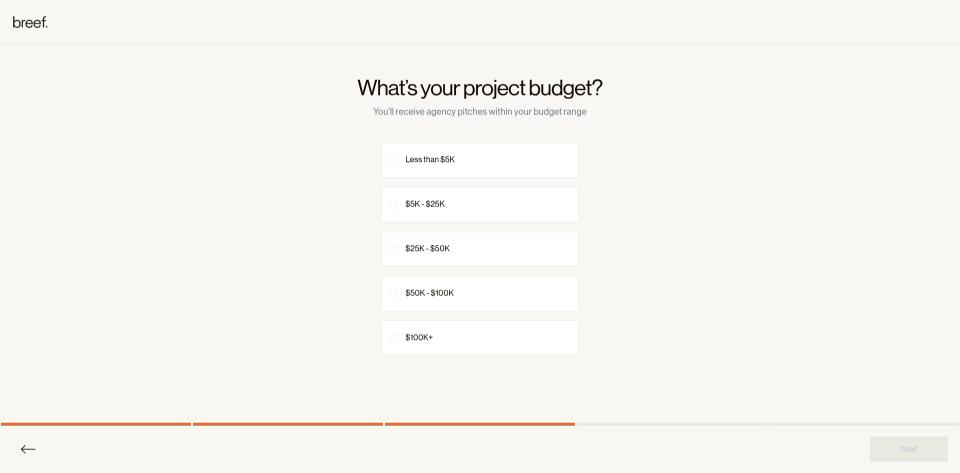 breef.
What's your project budget?
You'll receive agency pitches within your budget range
Less than $5K
$5K - $25K
$25K - $50K
$50K - $100K
$100K+
Next